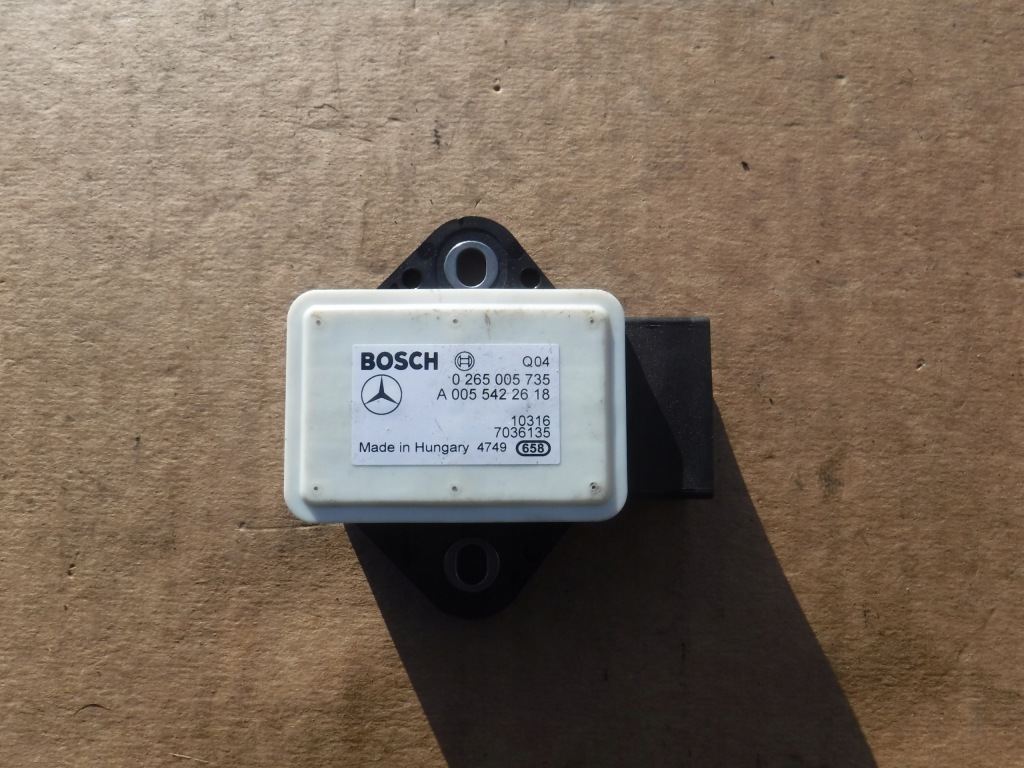 BOSCH Q04
0 265 005 735
A 005 542 26 18
10316
7036135
Made in Hungary 4749 658